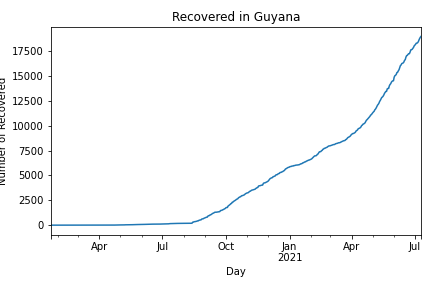 Recovered in Guyana
Number of Recovered
17500
15000
12500
10000
7500
5000
2500
0
Apr
Jul
Oct
Jan
2021
Apr
Jul
Day